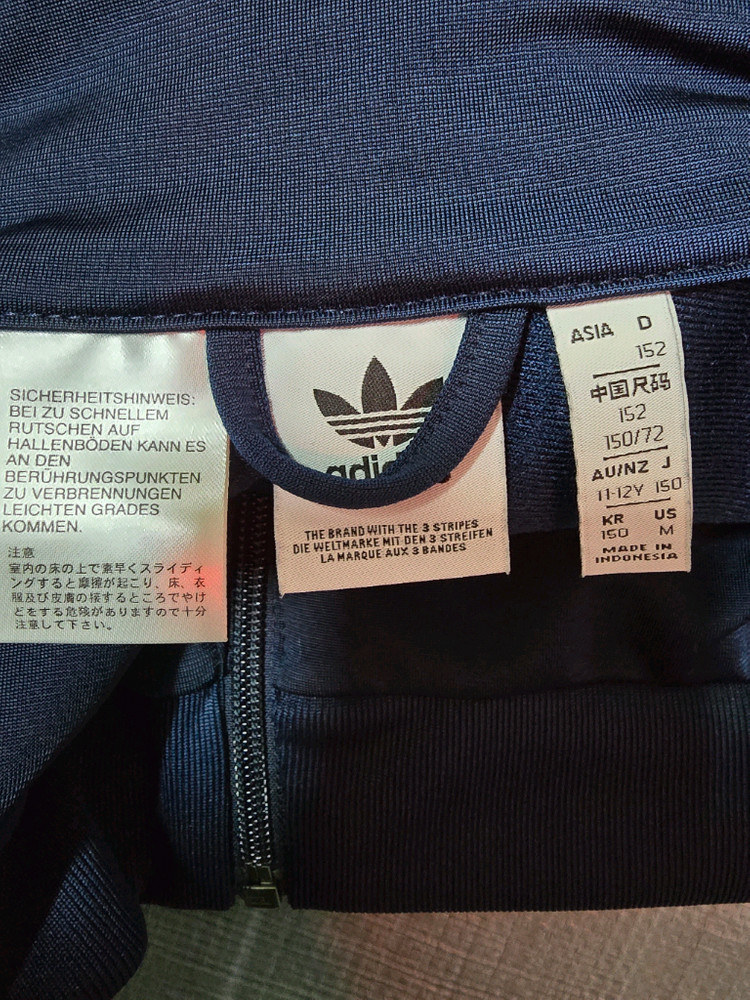 SICHERHEITSHINWEIS:
BEI ZU SCHNELLEM
RUTSCHEN AUF
HALLENBÖDEN KANN ES
AN DEN
BERÜHRUNGSPUNKTEN
ZU VERBRENNUNGEN
LEICHTEN GRADES
KOMMEN.
注意
室内の床の上で素早くスライディ
ングすると摩擦が起こり、床、衣
服及び皮膚の接するところでやけ
どをする危険がありますので十分
注意して下さい。
adidas
THE BRAND WITH THE 3 STRIPES
DIE WELTMARKE MIT DEN 3 STREIFEN
LA MARQUE AUX 3 BANDES
ASIA D
152
中国尺码
152
150/72
AU/NZ J
11-12Y 150
KR US
150 M
MADE IN
INDONESIA